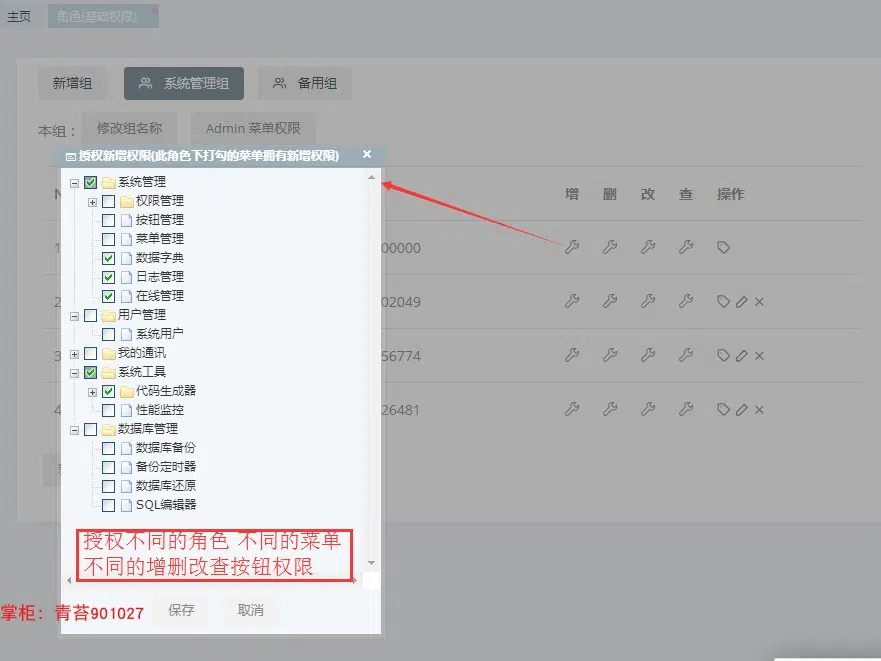 主页
角色(基础权限)
新增组
系统管理组
备用组
本组：
修改组名称
Admin 菜单权限
授权新增权限(此角色下打勾的菜单拥有新增权限)
增 删 改 查 操作
系统管理
权限管理
按钮管理
菜单管理
数据字典
日志管理
在线管理
用户管理
系统用户
我的通讯
系统工具
代码生成器
性能监控
数据库管理
数据库备份
备份定时器
数据库还原
SQL编辑器
1
00000
2
02049
3
56774
4
26481
授权不同的角色 不同的菜单
不同的增删改查按钮权限
掌柜：青苔901027
保存
取消